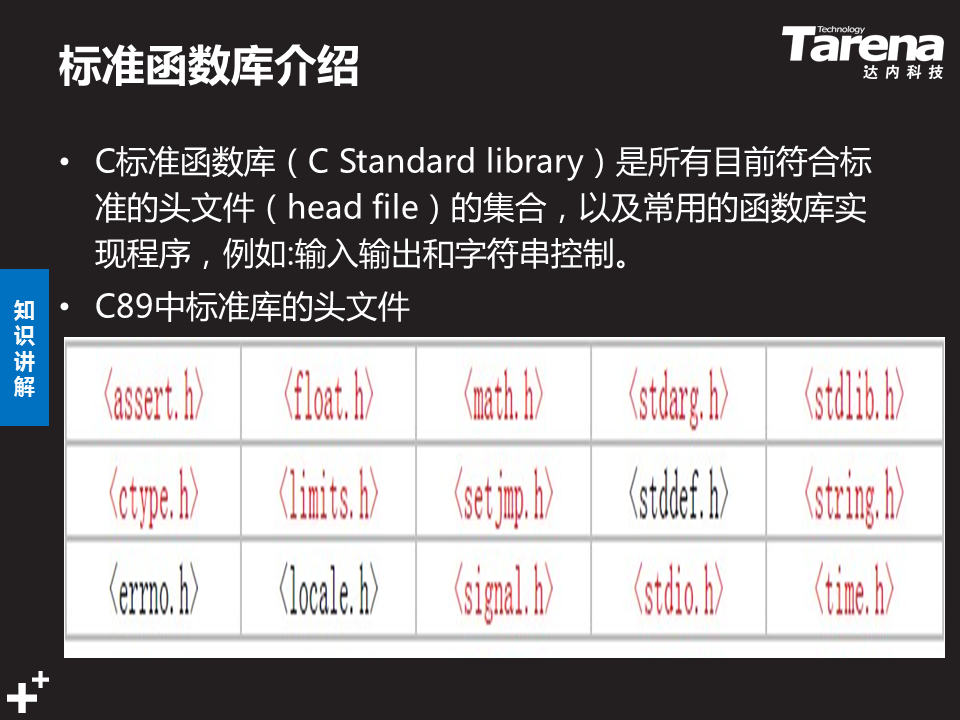 标准函数库介绍
Technology
Tarena
达内科技
• C标准函数库（C Standard library）是所有目前符合标
准的头文件（head file）的集合，以及常用的函数库实
现程序，例如:输入输出和字符串控制。
• C89中标准库的头文件
知识讲解
<assert.h> <float.h> <math.h> <stdarg.h> <stdlib.h>
<ctype.h> <limits.h> <setjmp.h> <stddef.h> <string.h>
<errno.h> <locale.h> <signal.h> <stdio.h> <time.h>